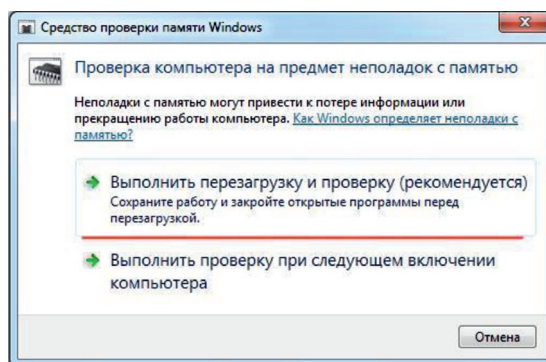 Средство проверки памяти Windows
Проверка компьютера на предмет неполадок с памятью
Неполадки с памятью могут привести к потере информации или
прекращению работы компьютера. Как Windows определяет неполадки с
памятью?
Выполнить перезагрузку и проверку (рекомендуется)
Сохраните работу и закройте открытые программы перед
перезагрузкой.
Выполнить проверку при следующем включении
компьютера
Отмена